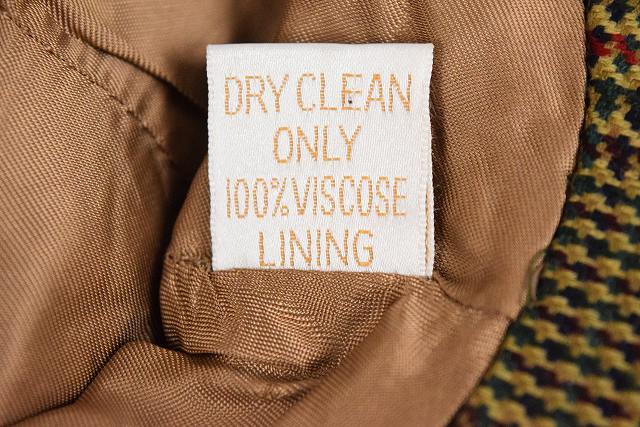 DRY CLEAN
ONLY
100% VISCOSE
LINING